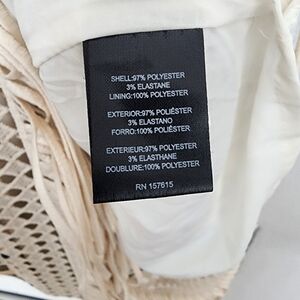 SHELL:97% POLYESTER
3% ELASTANE
LINING:100% POLYESTER
EXTERIOR:97% POLIÉSTER
3% ELASTANO
FORRO:100% POLIÉSTER
EXTERIEUR:97% POLYESTER
3% ELASTHANE
DOUBLURE:100% POLYESTER
RN 157615